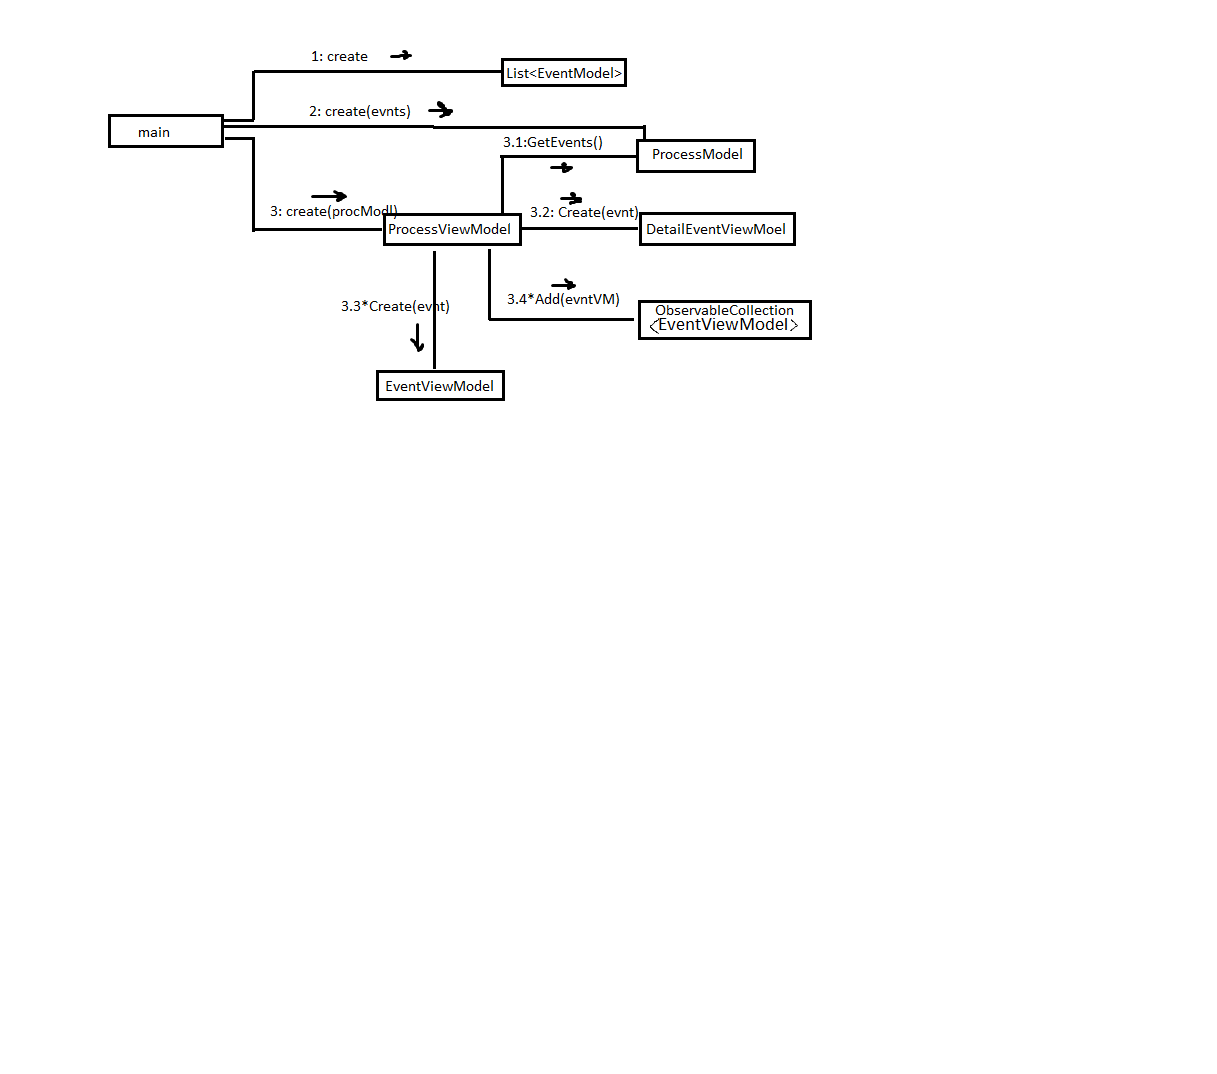 1: create
List<EventModel>
2: create(evnts)
main
3.1:GetEvents()
ProcessModel
3: create(procModl)
3.2: Create(evnt)
ProcessViewModel
DetailEventViewMoel
3.3*Create(evnt)
3.4*Add(evntVM)
ObservableCollection
<EventViewModel>
EventViewModel